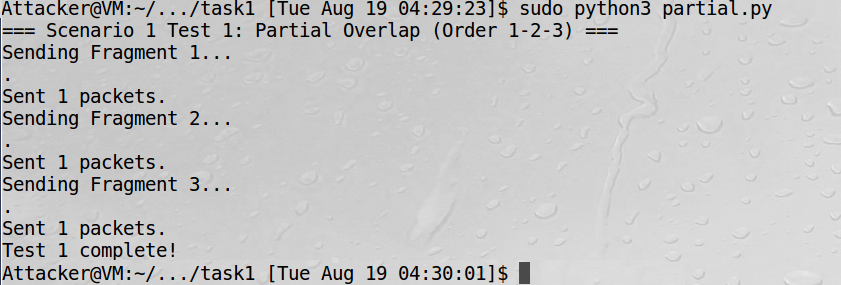 Attacker@VM:~/.../task1 [Tue Aug 19 04:29:23]$ sudo python3 partial.py
=== Scenario 1 Test 1: Partial Overlap (Order 1-2-3) ===
Sending Fragment 1...
.
Sent 1 packets.
Sending Fragment 2...
.
Sent 1 packets.
Sending Fragment 3...
.
Sent 1 packets.
Test 1 complete!
Attacker@VM:~/.../task1 [Tue Aug 19 04:30:01]$